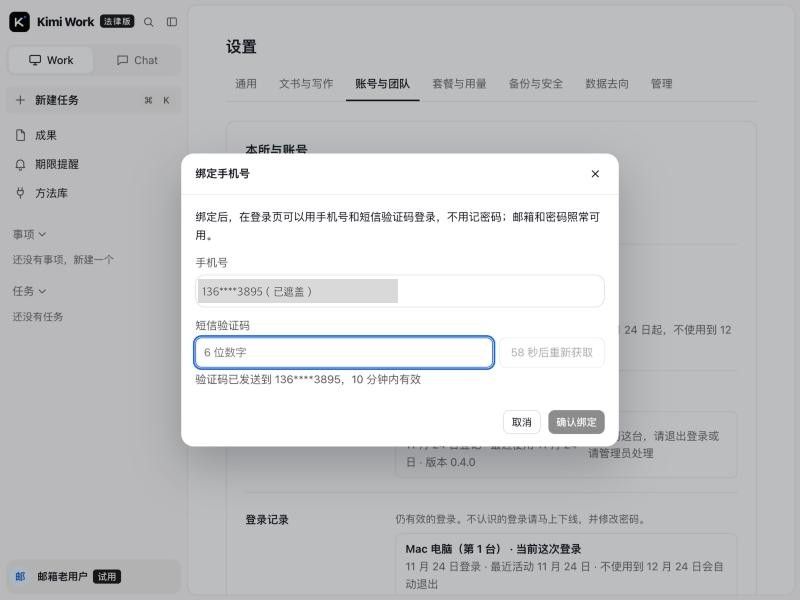 Kimi Work 法律版
Work
Chat
新建任务 ⌘ K
成果
期限提醒
方法库
事项
还没有事项，新建一个
任务
还没有任务
邮 邮箱老用户 试用
设置
通用 文书与写作 账号与团队 套餐与用量 备份与安全 数据去向 管理
本所与账号
绑定手机号
绑定后，在登录页可以用手机号和短信验证码登录，不用记密码；邮箱和密码照常可
用。
手机号
136****3895（已遮盖）
短信验证码
6 位数字
58 秒后重新获取
验证码已发送到 136****3895，10 分钟内有效
取消 确认绑定
24 日起，不使用到 12
这台，请退出登录或
请管理员处理
日 · 版本 0.4.0
登录记录
仍有效的登录。不认识的登录请马上下线，并修改密码。
Mac 电脑（第 1 台） · 当前这次登录
11 月 24 日登录 · 最近活动 11 月 24 日 · 不使用到 12 月 24 日会自
动退出